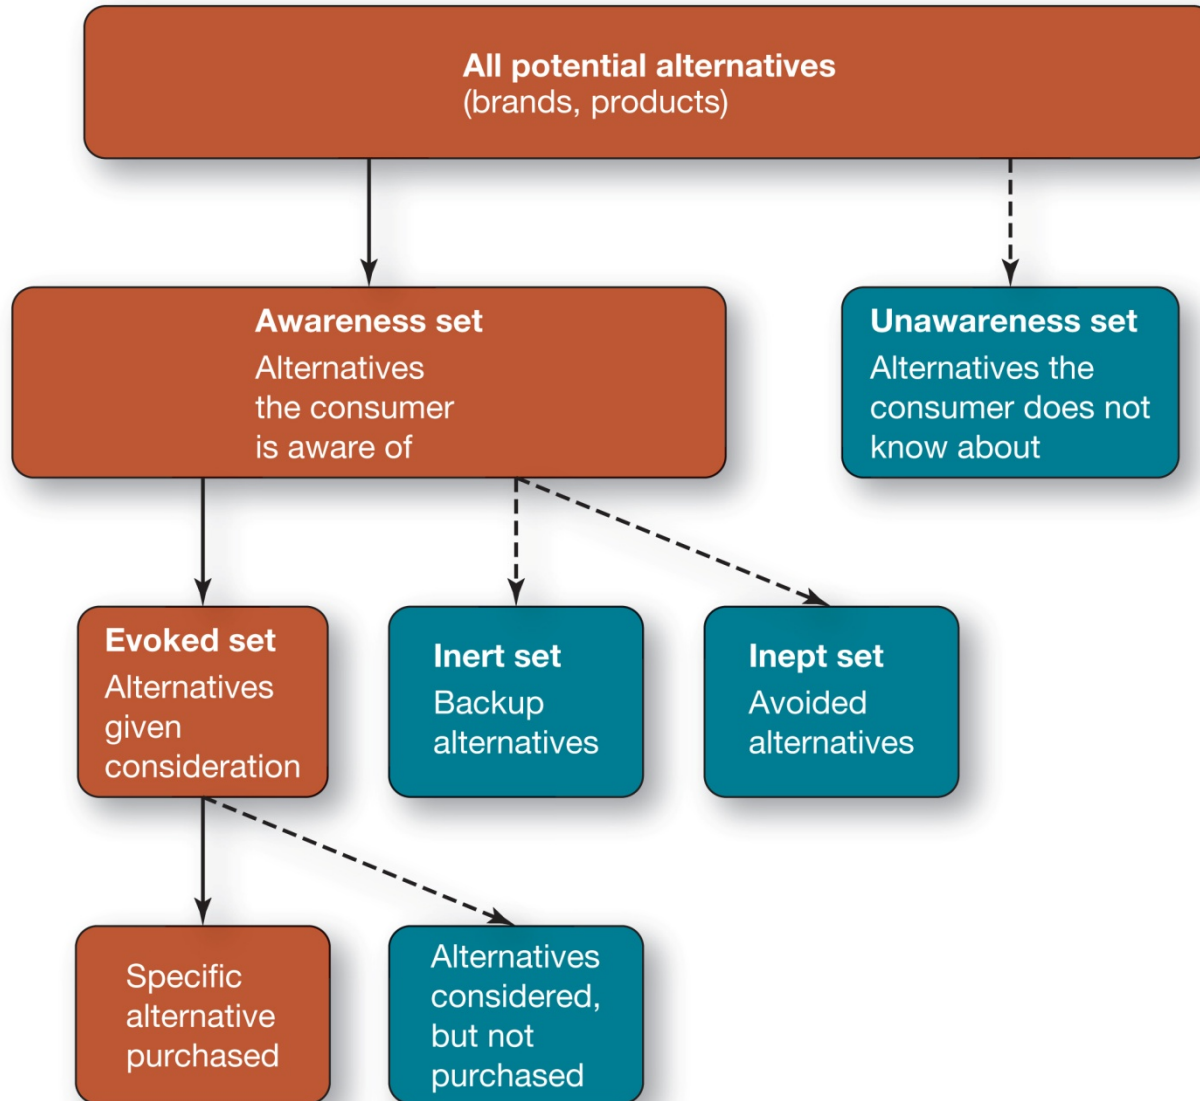 All potential alternatives
(brands, products)
Awareness set
Alternatives
the consumer
is aware of
Unawareness set
Alternatives the
consumer does not
know about
Evoked set
Alternatives
given
consideration
Inert set
Backup
alternatives
Inept set
Avoided
alternatives
Specific
alternative
purchased
Alternatives
considered,
but not
purchased